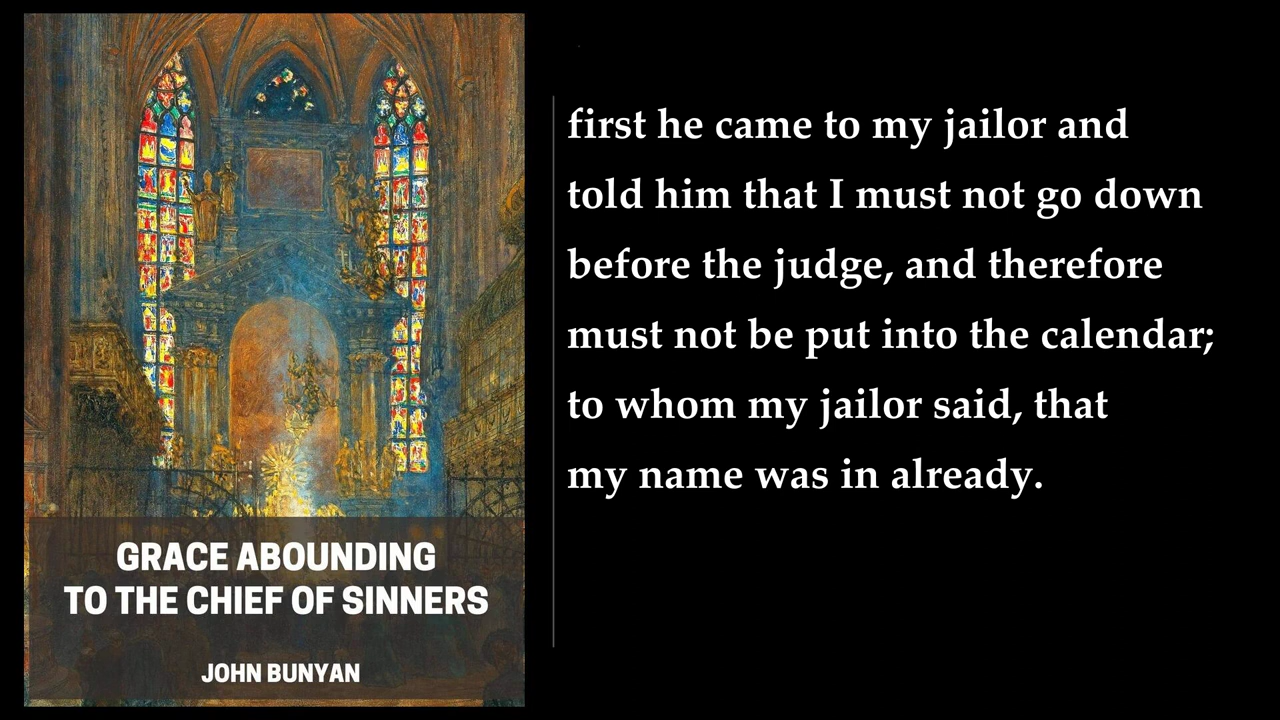 GRACE ABOUNDING
TO THE CHIEF OF SINNERS
JOHN BUNYAN
first he came to my jailor and
told him that I must not go down
before the judge, and therefore
must not be put into the calendar;
to whom my jailor said, that
my name was in already.